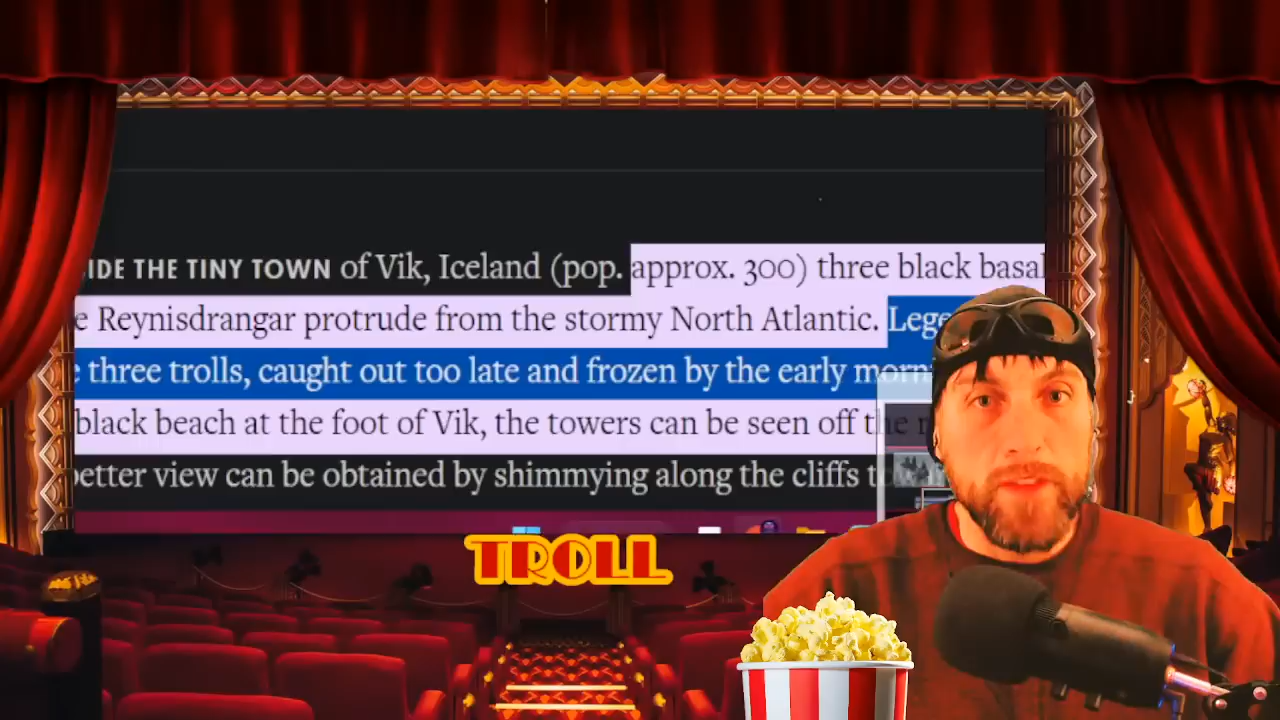 IDE THE TINY TOWN of Vik, Iceland (pop. approx. 300) three black basal
e Reynisdrangar protrude from the stormy North Atlantic. Lege
e three trolls, caught out too late and frozen by the early morn
black beach at the foot of Vik, the towers can be seen off the
better view can be obtained by shimmying along the cliffs
TROLL